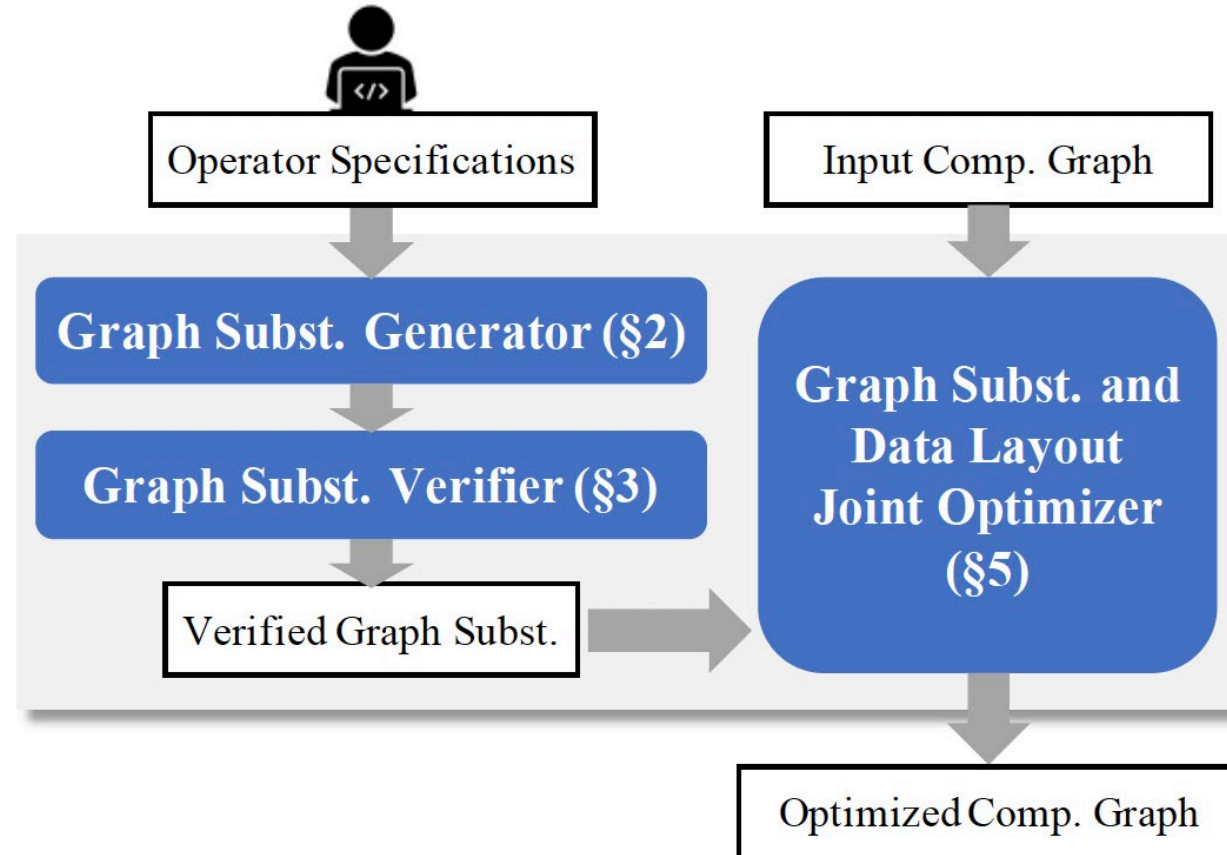 </>
Operator Specifications
Input Comp. Graph
Graph Subst. Generator (§2)
Graph Subst. Verifier (§3)
Verified Graph Subst.
Graph Subst. and
Data Layout
Joint Optimizer
(§5)
Optimized Comp. Graph